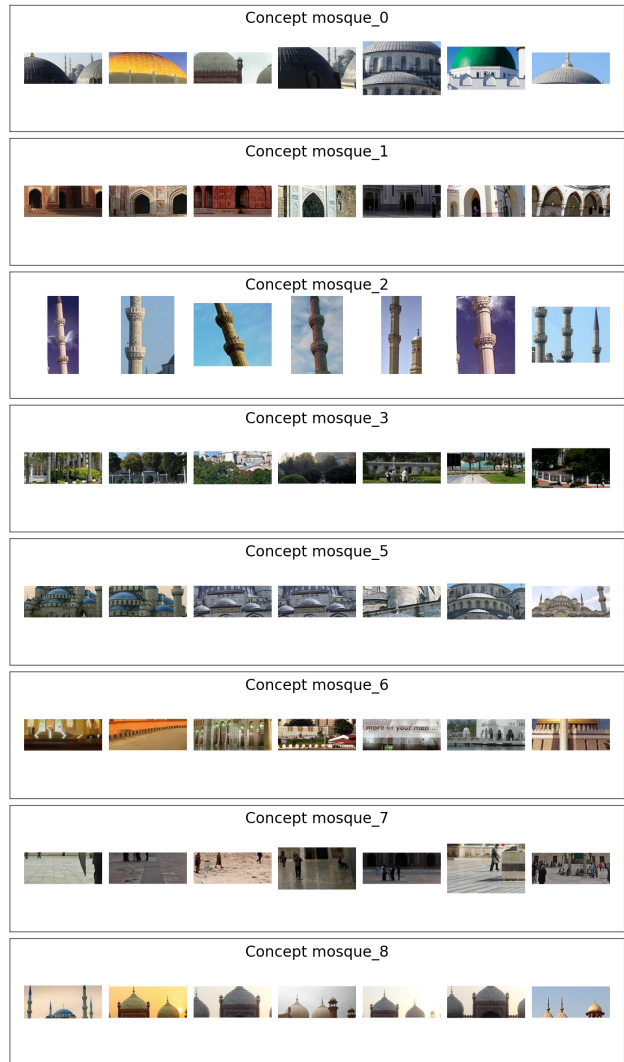 Concept mosque_0
Concept mosque_1
Concept mosque_2
Concept mosque_3
Concept mosque_5
Concept mosque_6
more of your men...
Concept mosque_7
Concept mosque_8